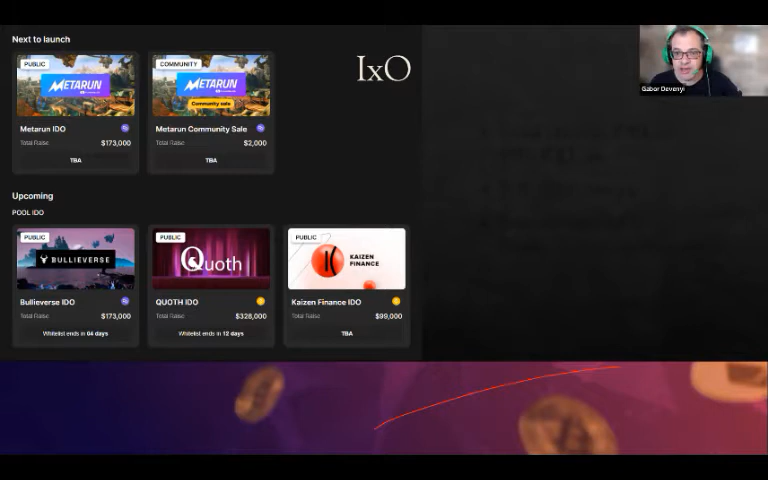 Next to launch
IxO
Gabor Devenyi
PUBLIC
METARUN
COMMUNITY
METARUN
Community sale
Metarun IDO
Metarun Community Sale
Total Raise $173,000
Total Raise $2,000
TBA
TBA
Upcoming
POOL IDO
PUBLIC
BULLIEVERSE
PUBLIC
Quoth
PUBLIC
KAIZEN
FINANCE
Bullieverse IDO
QUOTH IDO
Kaizen Finance IDO
Total Raise $173,000
Total Raise $328,000
Total Raise $99,000
Whitelist ends in 64 days
Whitelist ends in 12 days
TBA